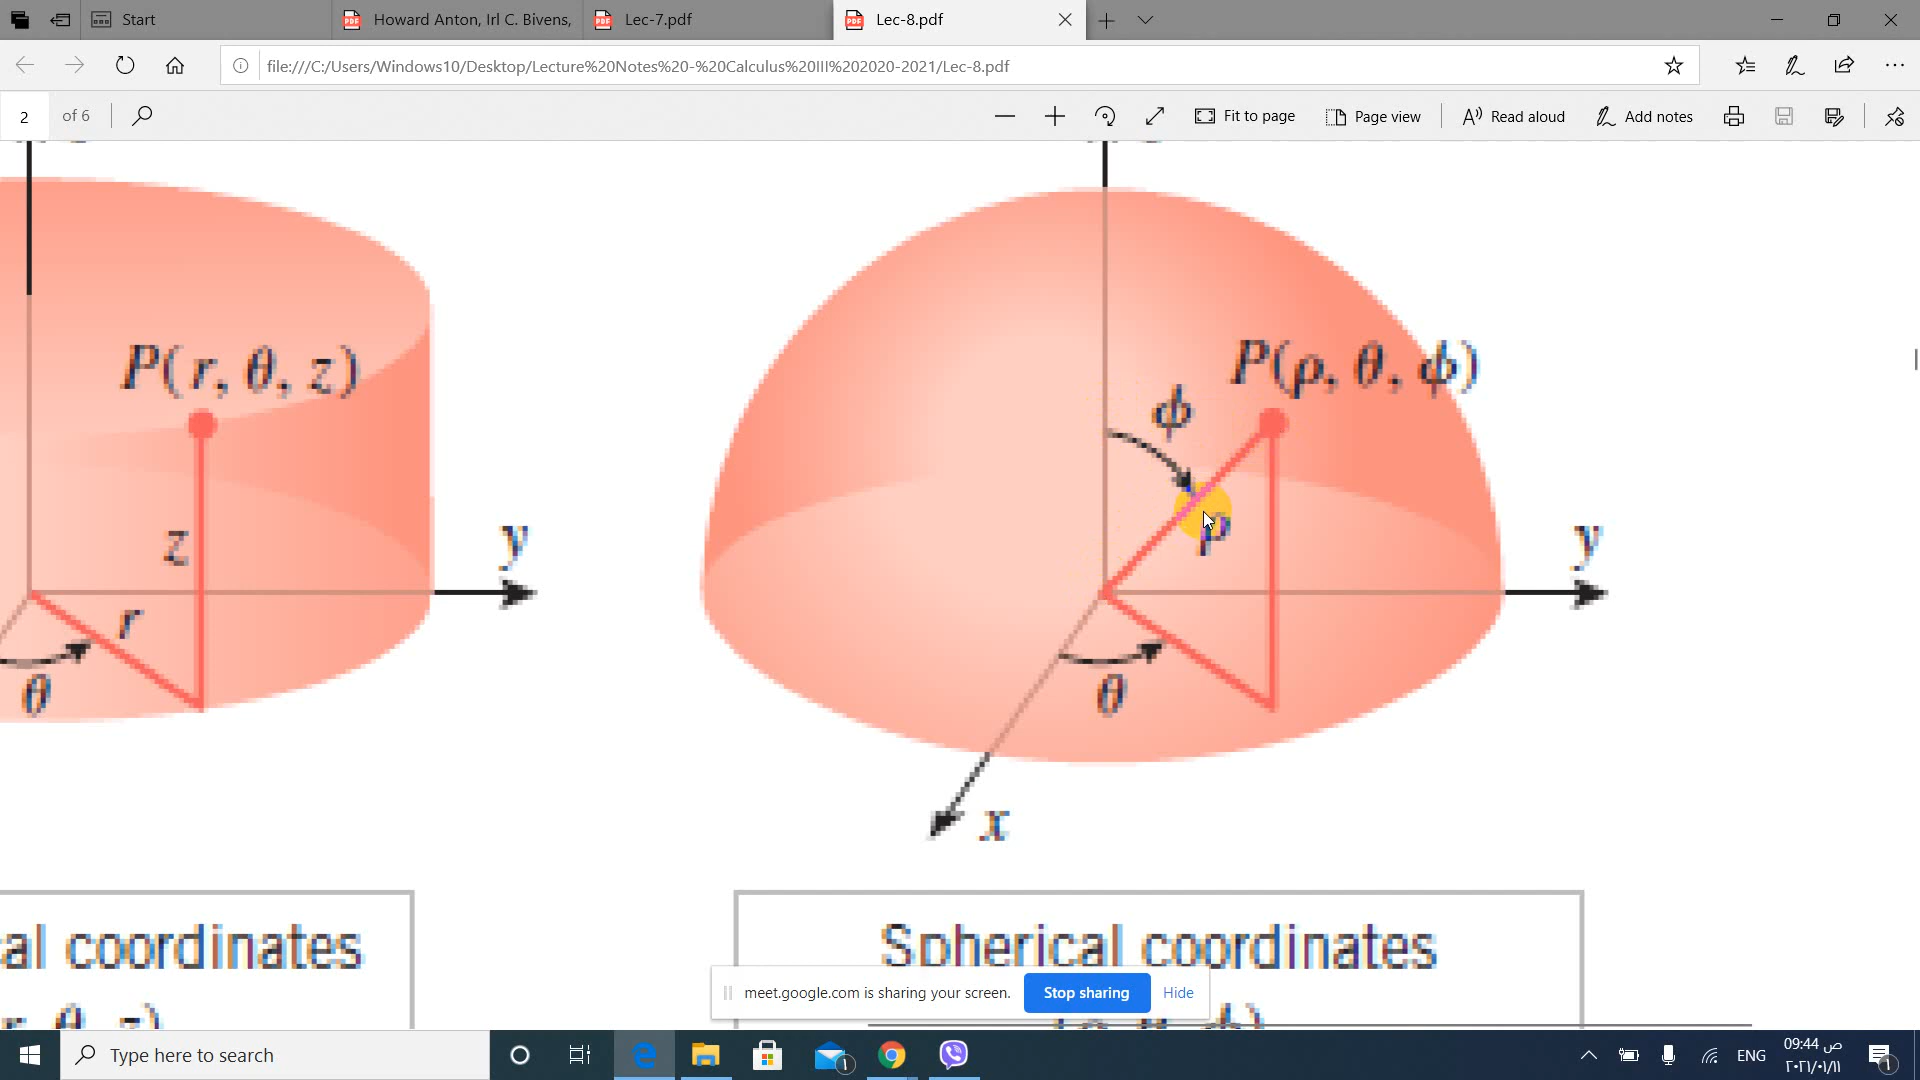 Start
Howard Anton, Irl C. Bivens,
Lec-7.pdf
Lec-8.pdf
file:///C:/Users/Windows10/Desktop/Lecture%20Notes%20-%20Calculus%20III%202020-2021/Lec-8.pdf
2 of 6
Fit to page
Page view
Read aloud
Add notes
P(r, θ, z)
z
y
r
θ
P(ρ, θ, ϕ)
ϕ
ρ
y
θ
x
al coordinates
r, θ, z)
Spherical coordinates
(ρ, θ, ϕ)
meet.google.com is sharing your screen.
Stop sharing
Hide
Type here to search
ENG
09:44 ص
٢٠٢١/٠١/١١
١
١